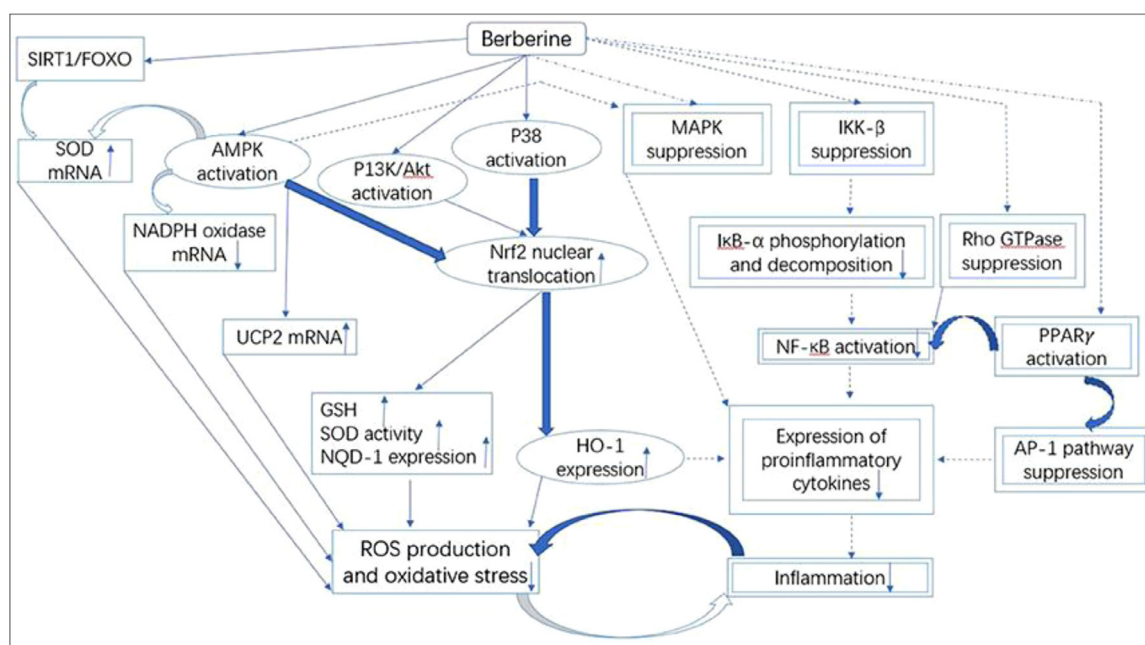 Berberine
SIRT1/FOXO
SOD
mRNA
AMPK
activation
P13K/Akt
activation
P38
activation
MAPK
suppression
IKK-β
suppression
NADPH oxidase
mRNA
Nrf2 nuclear
translocation
IκB-α phosphorylation
and decomposition
Rho GTPase
suppression
UCP2 mRNA
NF-κB activation
PPARγ
activation
GSH
SOD activity
NQD-1 expression
HO-1
expression
Expression of
proinflammatory
cytokines
AP-1 pathway
suppression
ROS production
and oxidative stress
Inflammation